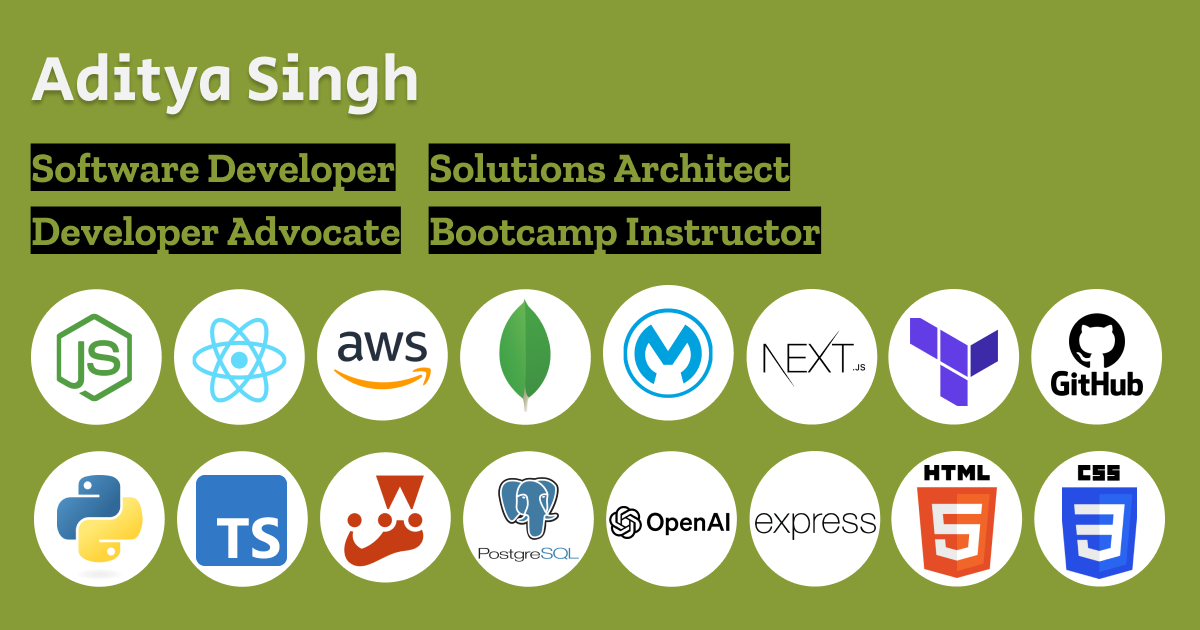 Aditya Singh
Software Developer Solutions Architect
Developer Advocate Bootcamp Instructor
JS aws NEXT.JS GitHub
TS PostgreSQL OpenAI express HTML 5 CSS 3